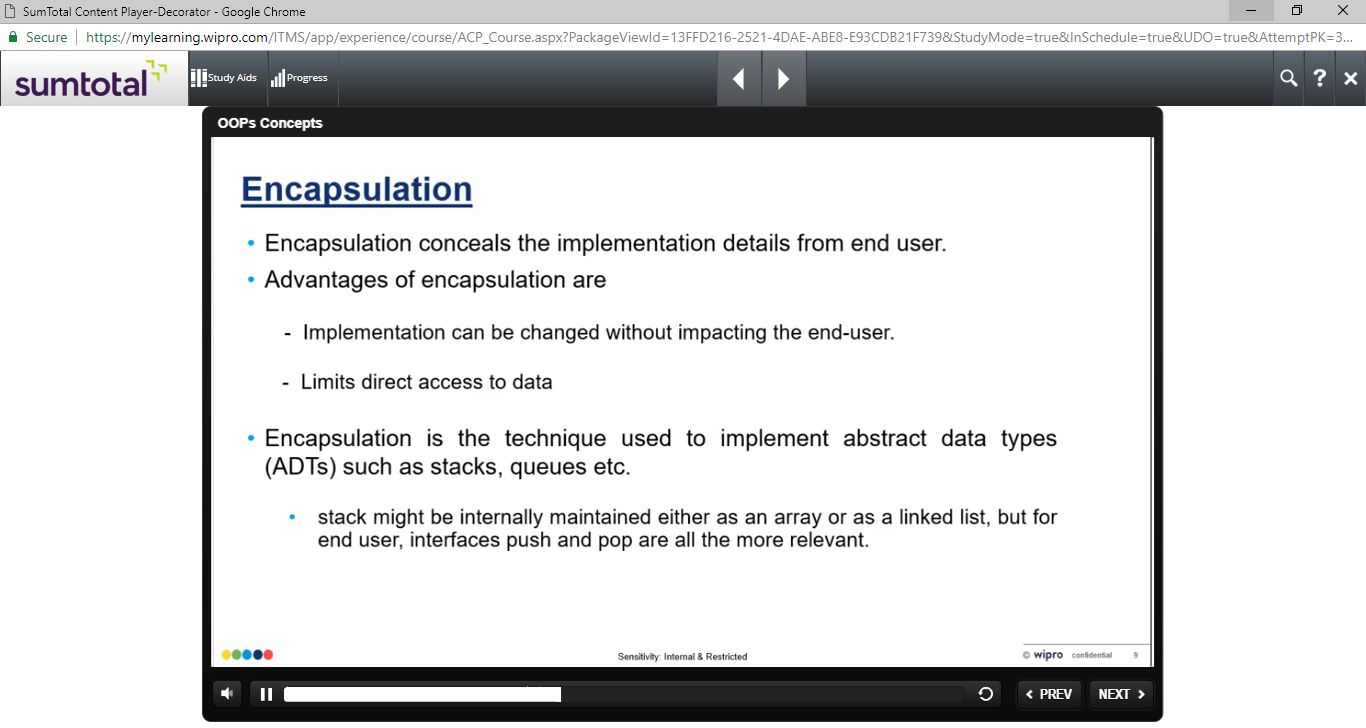 SumTotal Content Player-Decorator - Google Chrome
Secure https://mylearning.wipro.com/ITMS/app/experience/course/ACP_Course.aspx?PackageViewId=13FFD216-2521-4DAE-ABE8-E93CDB21F739&StudyMode=true&InSchedule=true&UDO=true&AttemptPK=3...
sumtotal Study Aids Progress ?
OOPs Concepts
Encapsulation
• Encapsulation conceals the implementation details from end user.
• Advantages of encapsulation are
- Implementation can be changed without impacting the end-user.
- Limits direct access to data
• Encapsulation is the technique used to implement abstract data types
(ADTs) such as stacks, queues etc.
• stack might be internally maintained either as an array or as a linked list, but for
end user, interfaces push and pop are all the more relevant.
Sensitivity: Internal & Restricted © wipro confidential 9
PREV NEXT